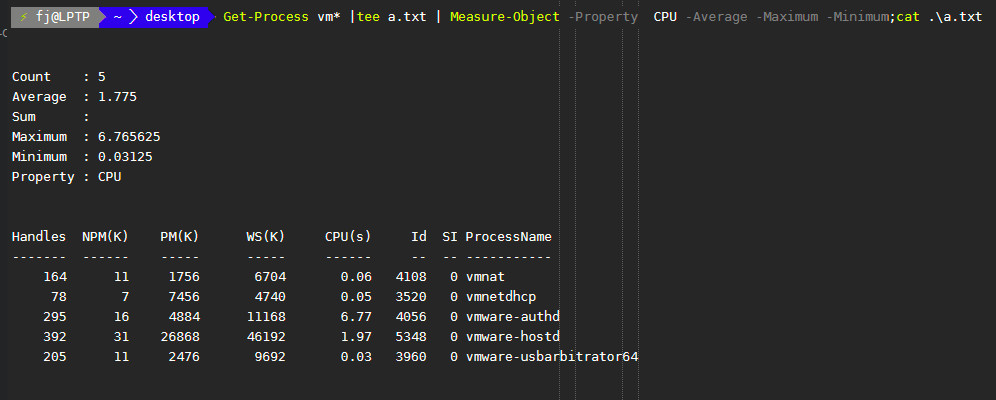 ⚡ fj@LPTP ~ > desktop Get-Process vm* |tee a.txt | Measure-Object -Property  CPU -Average -Maximum -Minimum;cat .\a.txt
Count    : 5
Average  : 1.775
Sum      :
Maximum  : 6.765625
Minimum  : 0.03125
Property : CPU
Handles  NPM(K)    PM(K)      WS(K)     CPU(s)     Id  SI ProcessName
-------  ------    -----      -----     ------     --  -- -----------
    164      11     1756       6704       0.06   4108   0 vmnat
     78       7     7456       4740       0.05   3520   0 vmnetdhcp
    295      16     4884      11168       6.77   4056   0 vmware-authd
    392      31    26868      46192       1.97   5348   0 vmware-hostd
    205      11     2476       9692       0.03   3960   0 vmware-usbarbitrator64